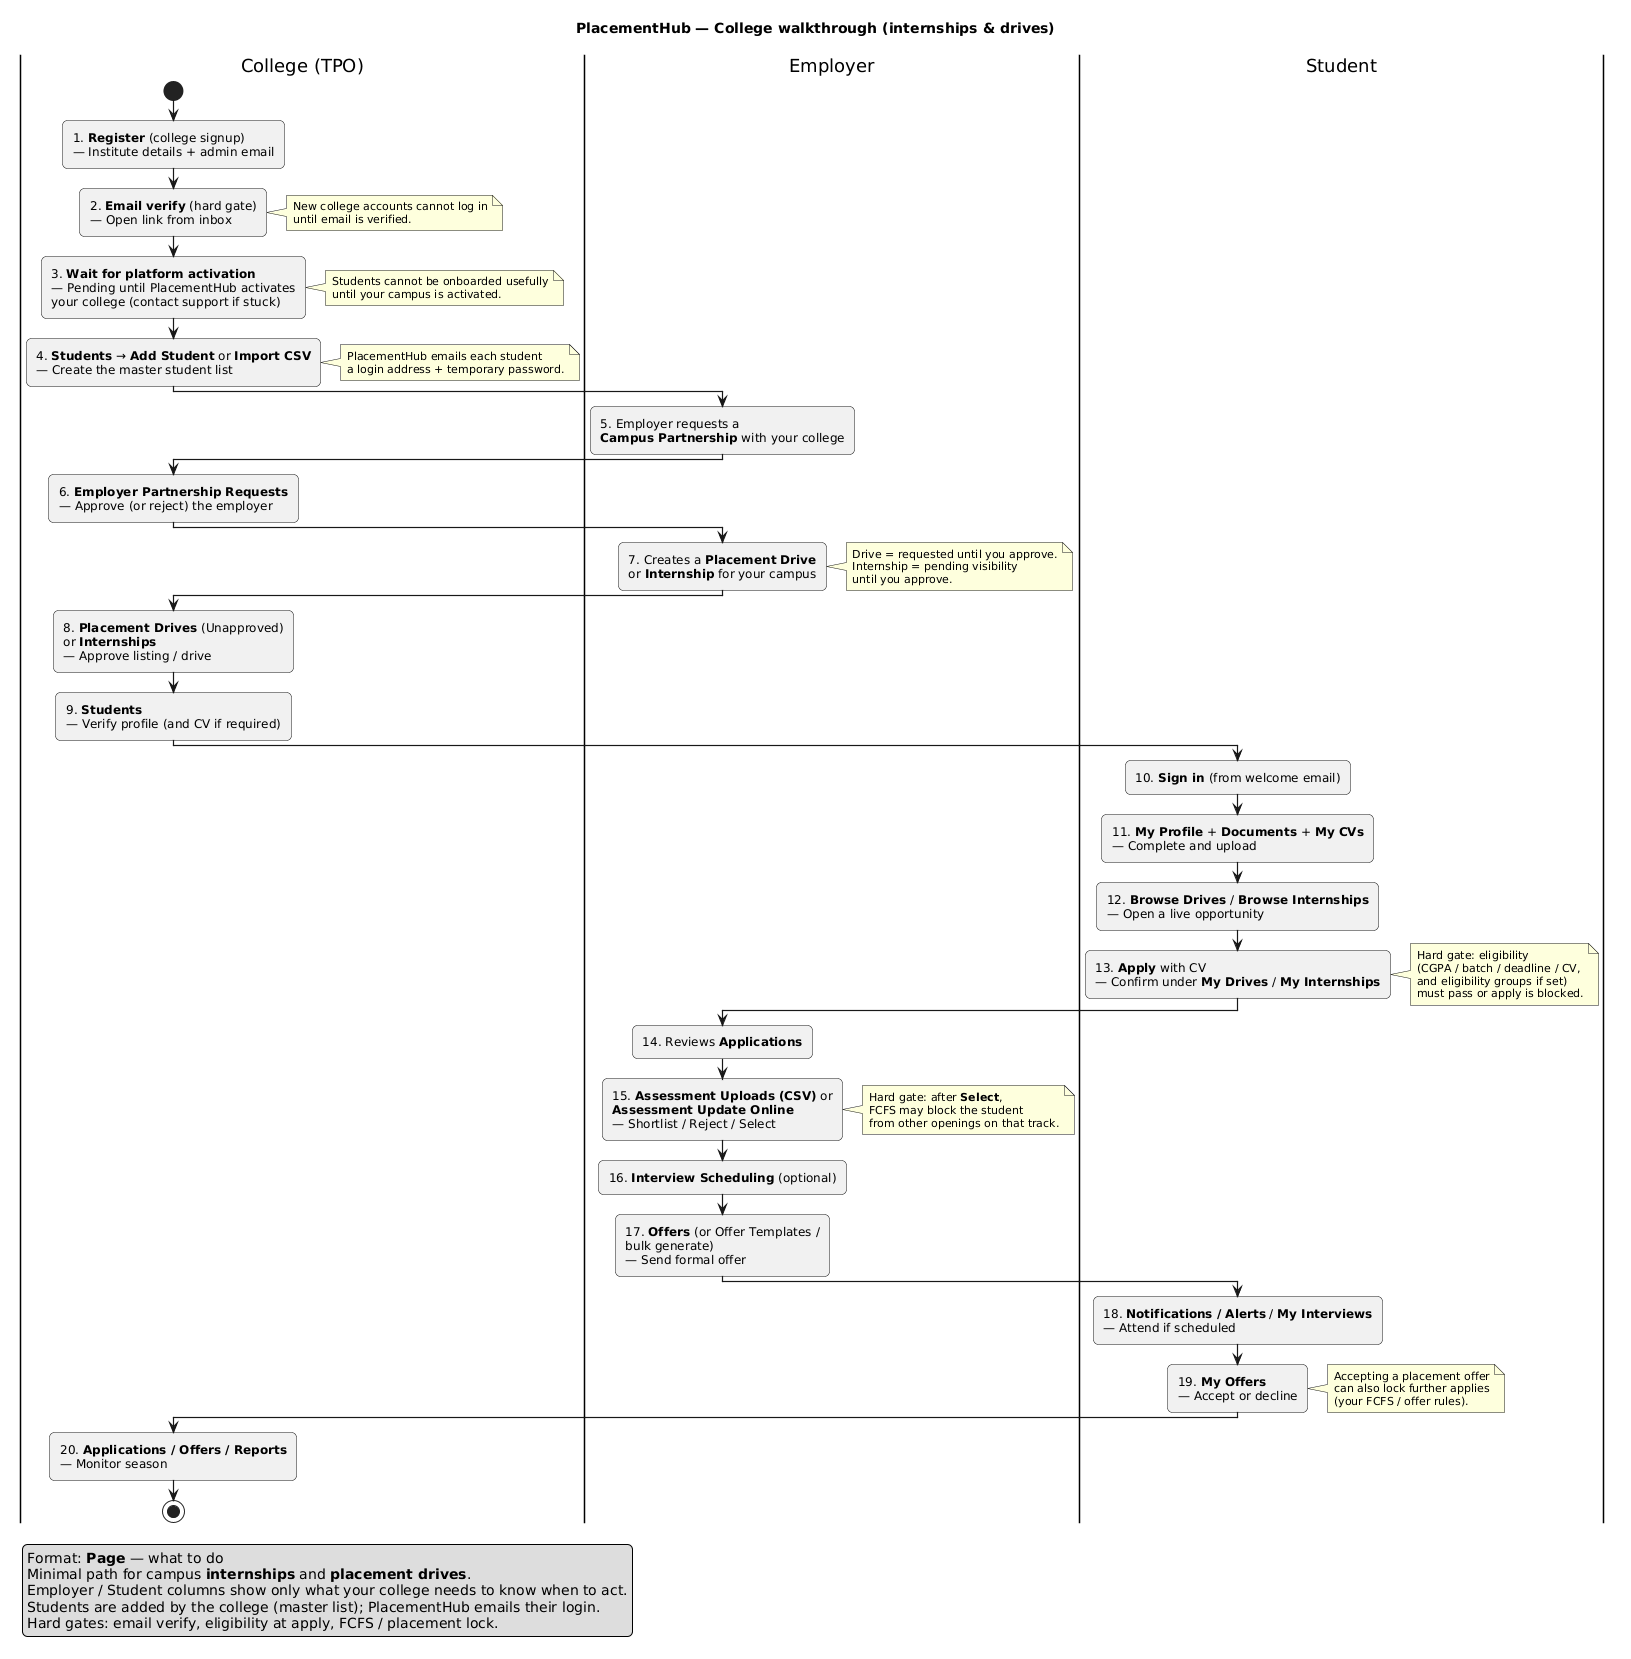 PlacementHub — College walkthrough (internships & drives)
College (TPO)
Employer
Student
1. Register (college signup)
— Institute details + admin email
2. Email verify (hard gate)
— Open link from inbox
New college accounts cannot log in
until email is verified.
3. Wait for platform activation
— Pending until PlacementHub activates
your college (contact support if stuck)
Students cannot be onboarded usefully
until your campus is activated.
4. Students → Add Student or Import CSV
— Create the master student list
PlacementHub emails each student
a login address + temporary password.
5. Employer requests a
Campus Partnership with your college
6. Employer Partnership Requests
— Approve (or reject) the employer
7. Creates a Placement Drive
or Internship for your campus
Drive = requested until you approve.
Internship = pending visibility
until you approve.
8. Placement Drives (Unapproved)
or Internships
— Approve listing / drive
9. Students
— Verify profile (and CV if required)
10. Sign in (from welcome email)
11. My Profile + Documents + My CVs
— Complete and upload
12. Browse Drives / Browse Internships
— Open a live opportunity
13. Apply with CV
— Confirm under My Drives / My Internships
Hard gate: eligibility
(CGPA / batch / deadline / CV,
and eligibility groups if set)
must pass or apply is blocked.
14. Reviews Applications
15. Assessment Uploads (CSV) or
Assessment Update Online
— Shortlist / Reject / Select
Hard gate: after Select,
FCFS may block the student
from other openings on that track.
16. Interview Scheduling (optional)
17. Offers (or Offer Templates /
bulk generate)
— Send formal offer
18. Notifications / Alerts / My Interviews
— Attend if scheduled
19. My Offers
— Accept or decline
Accepting a placement offer
can also lock further applies
(your FCFS / offer rules).
20. Applications / Offers / Reports
— Monitor season
Format: Page — what to do
Minimal path for campus internships and placement drives.
Employer / Student columns show only what your college needs to know when to act.
Students are added by the college (master list); PlacementHub emails their login.
Hard gates: email verify, eligibility at apply, FCFS / placement lock.